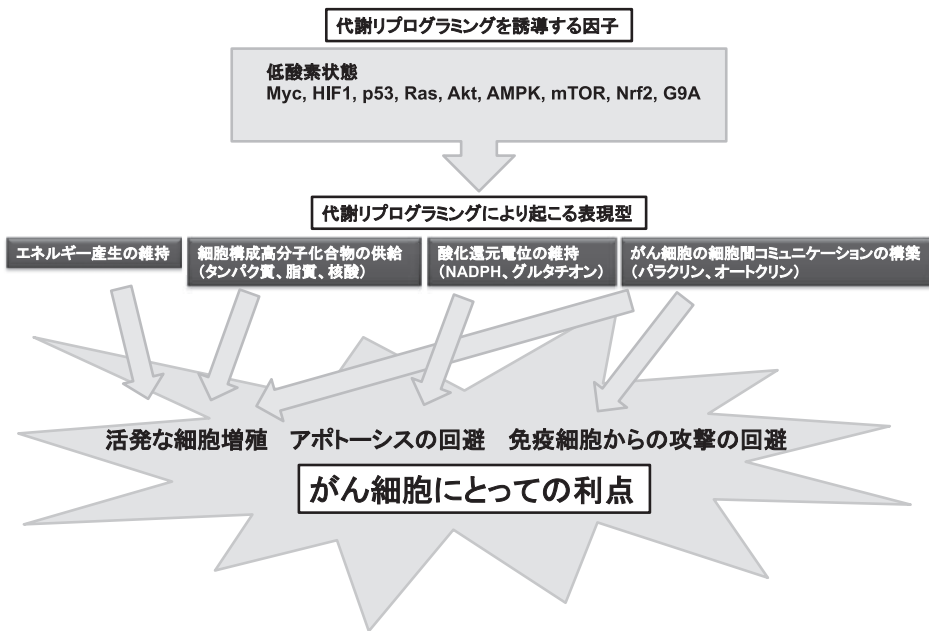 代謝リプログラミングを誘導する因子
低酸素状態
Myc, HIF1, p53, Ras, Akt, AMPK, mTOR, Nrf2, G9A
代謝リプログラミングにより起こる表現型
エネルギー産生の維持
細胞構成高分子化合物の供給
（タンパク質、脂質、核酸）
酸化還元電位の維持
（NADPH、グルタチオン）
がん細胞の細胞間コミュニケーションの構築
（パラクリン、オートクリン）
活発な細胞増殖 アポトーシスの回避 免疫細胞からの攻撃の回避
がん細胞にとっての利点